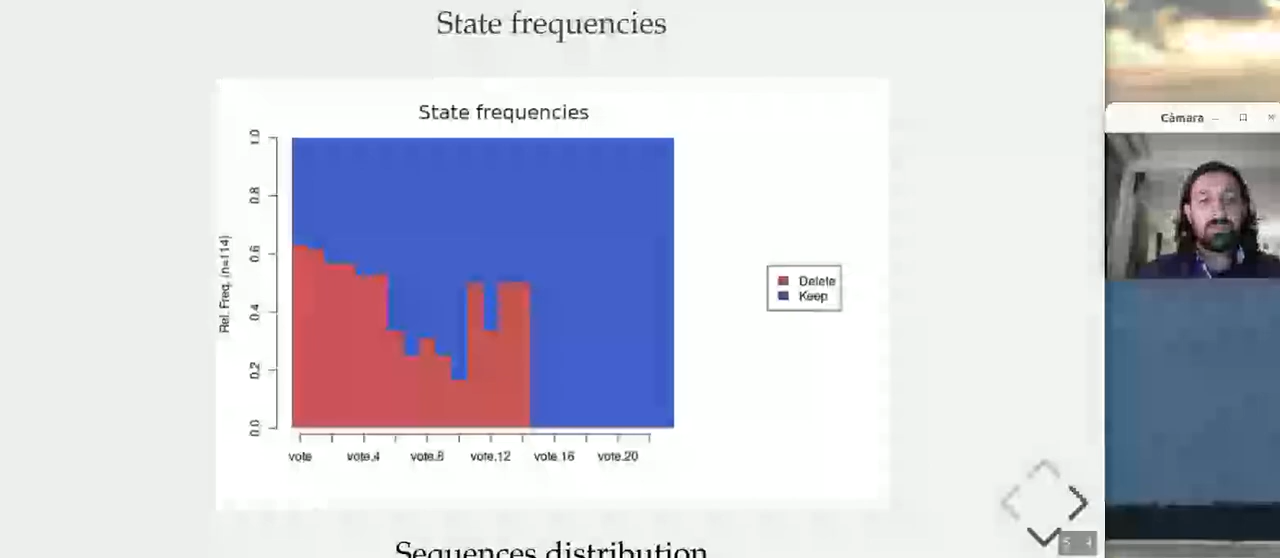 State frequencies
State frequencies
Rel. Freq. (n=114)
0.0 0.2 0.4 0.6 0.8 1.0
Delete
Keep
vote vote.4 vote.8 vote.12 vote.16 vote.20
Sequences distribution
Câmara